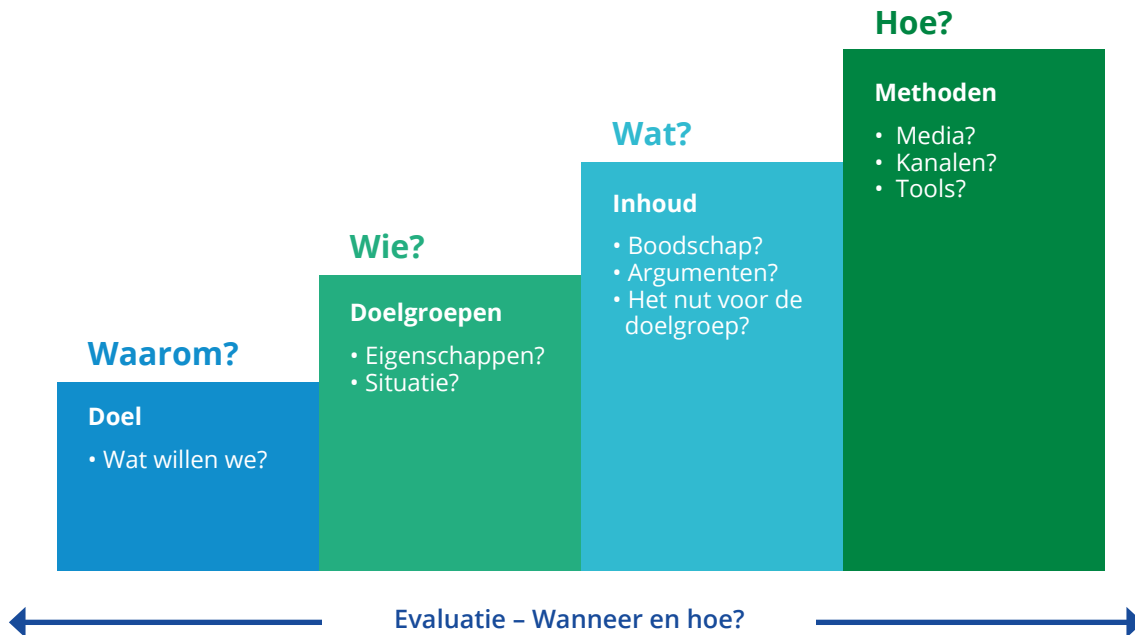 Waarom?
Doel
• Wat willen we?
Wie?
Doelgroepen
• Eigenschappen?
• Situatie?
Wat?
Inhoud
• Boodschap?
• Argumenten?
• Het nut voor de
doelgroep?
Hoe?
Methoden
• Media?
• Kanalen?
• Tools?
Evaluatie – Wanneer en hoe?